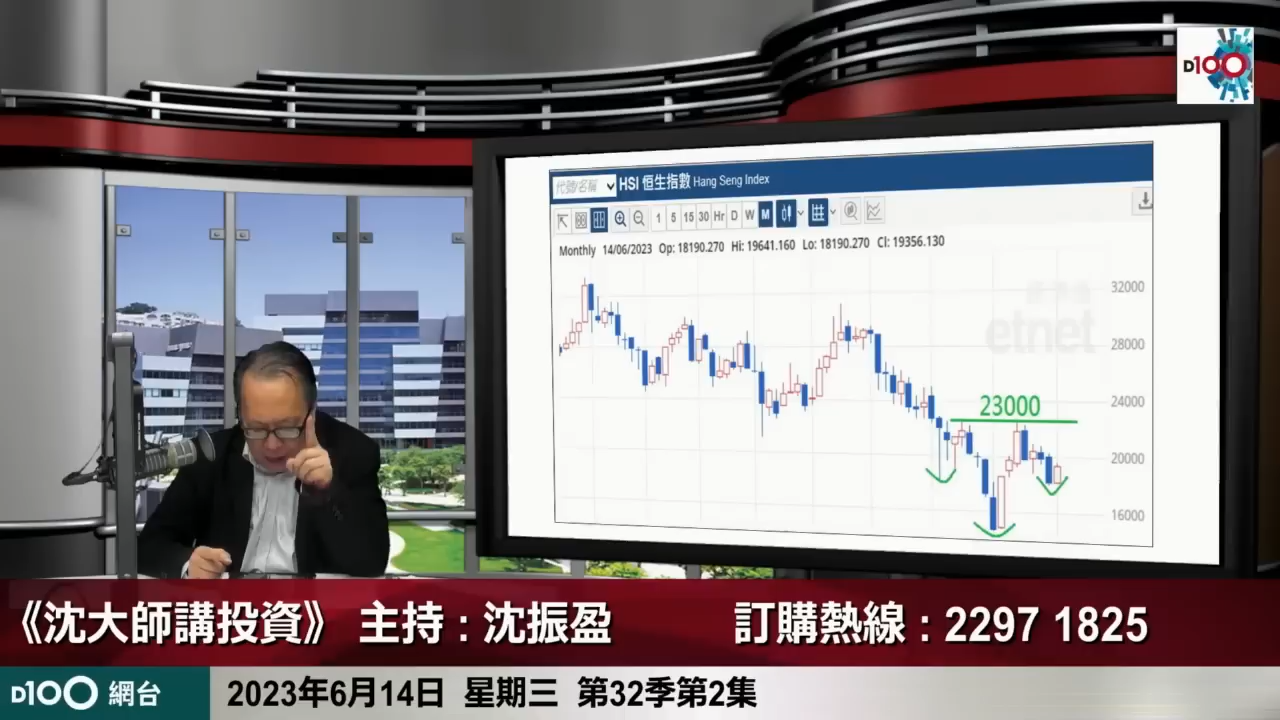 D100
代號/名稱 HSI 恒生指數 Hang Seng Index
1 5 15 30 Hr D W M
Monthly 14/06/2023 Op: 18190.270 Hi: 19641.160 Lo: 18190.270 Cl: 19356.130
32000
etnet
28000
24000
23000
20000
16000
《沈大師講投資》 主持：沈振盈 訂購熱線：2297 1825
D100 網台 2023年6月14日 星期三 第32季第2集